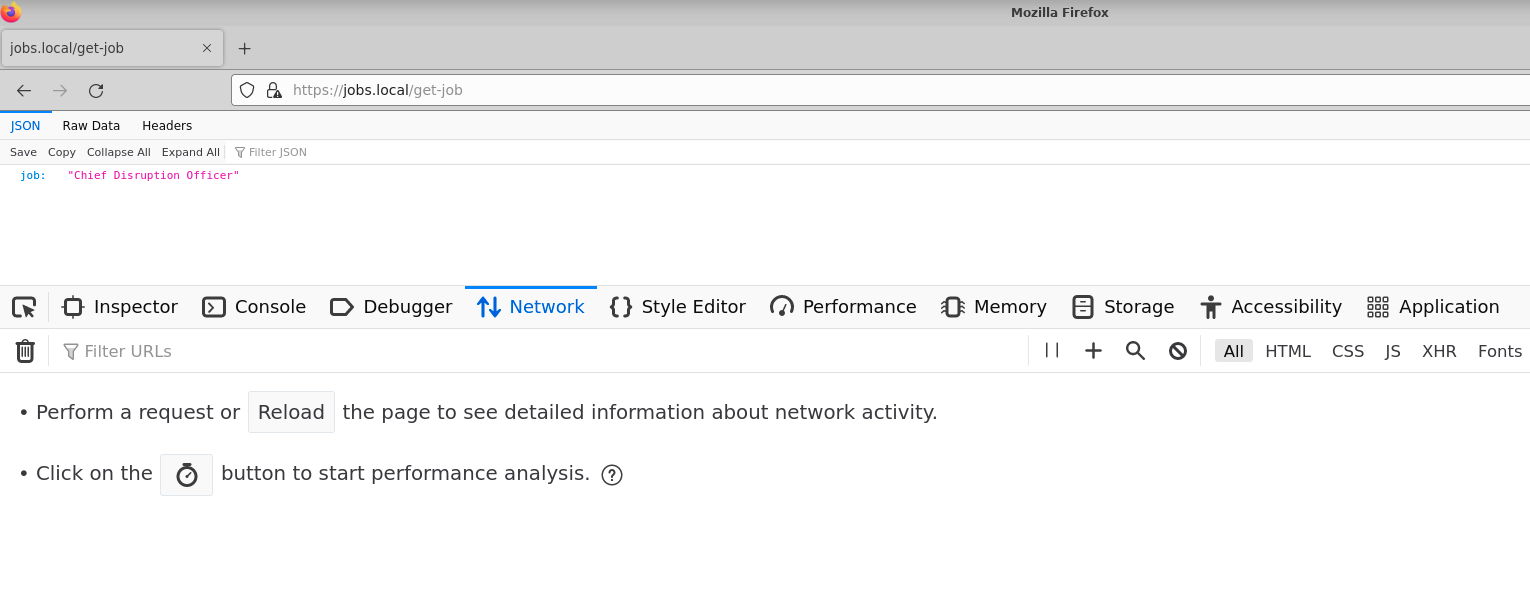 Mozilla Firefox
jobs.local/get-job
https://jobs.local/get-job
JSON Raw Data Headers
Save Copy Collapse All Expand All Filter JSON
job: "Chief Disruption Officer"
Inspector Console Debugger Network Style Editor Performance Memory Storage Accessibility Application
Filter URLs All HTML CSS JS XHR Fonts
• Perform a request or Reload the page to see detailed information about network activity.
• Click on the button to start performance analysis.